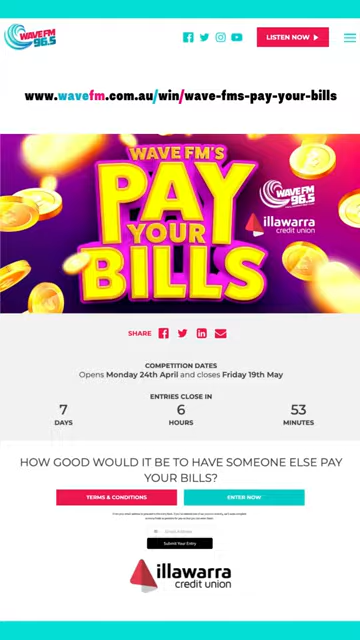 WAVE FM
96.5
LISTEN NOW
www.wavefm.com.au/win/wave-fms-pay-your-bills
WAVE FM'S
PAY
YOUR
BILLS
WAVE FM
96.5
illawarra
credit union
SHARE
COMPETITION DATES
Opens Monday 24th April and closes Friday 19th May
ENTRIES CLOSE IN
7 6 53
DAYS HOURS MINUTES
HOW GOOD WOULD IT BE TO HAVE SOMEONE ELSE PAY
YOUR BILLS?
TERMS & CONDITIONS ENTER NOW
Email Address
Submit Your Entry
illawarra
credit union